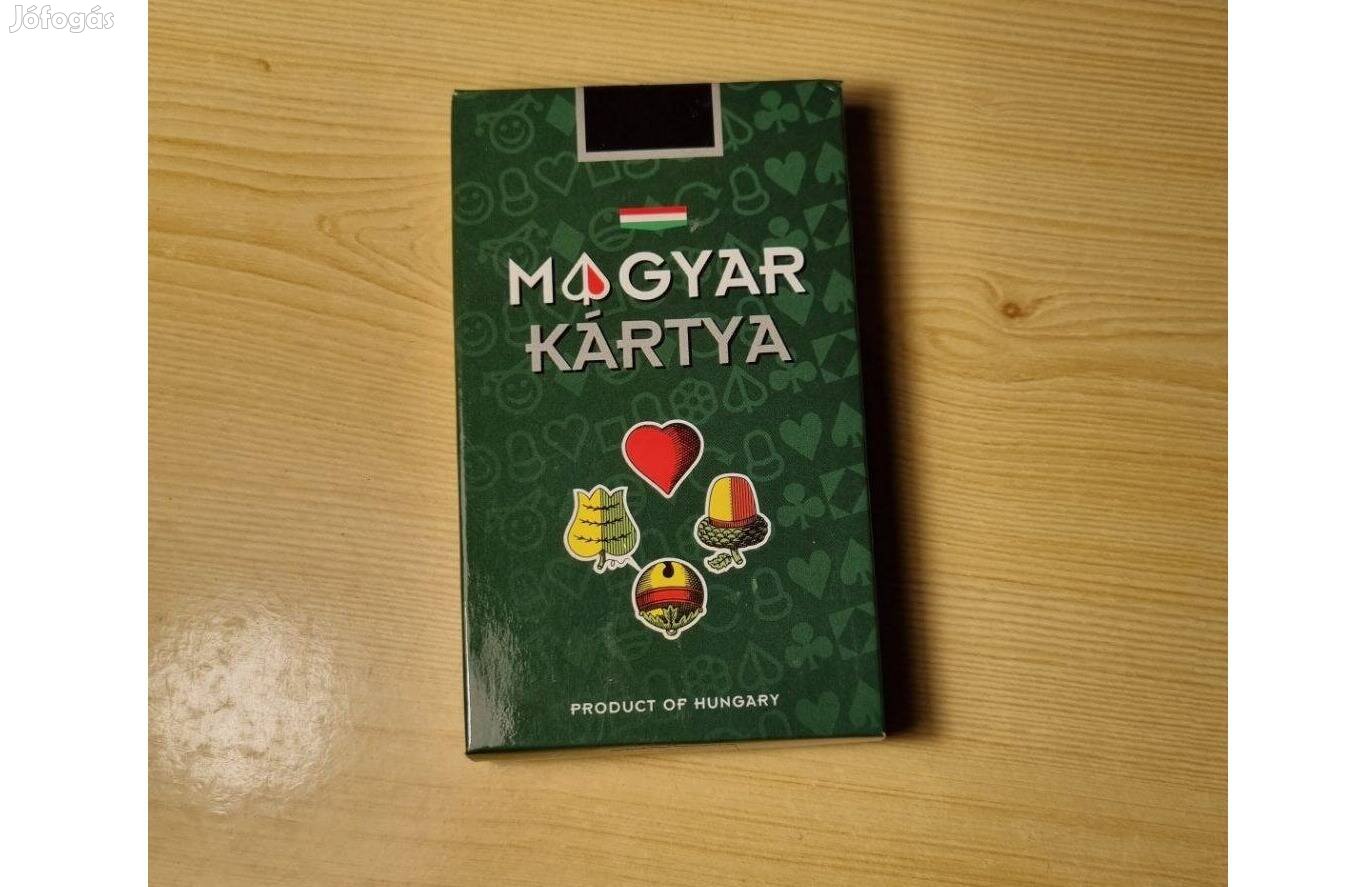 Jófogás
MAGYAR
KÁRTYA
PRODUCT OF HUNGARY